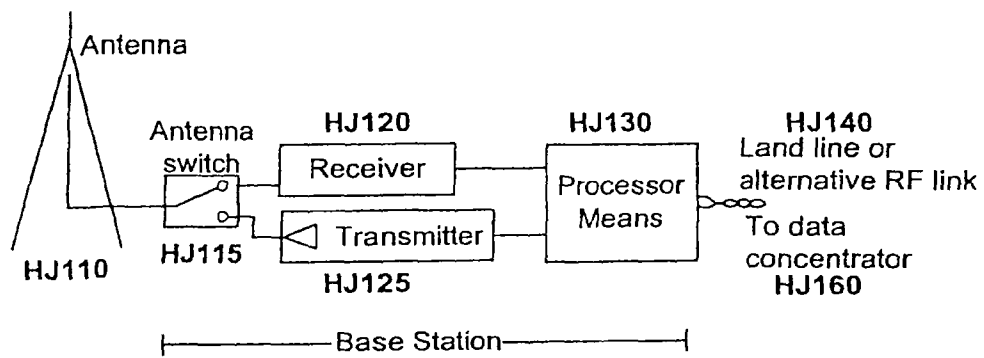 Antenna
HJ110
Antenna
switch
HJ115
HJ120
Receiver
Transmitter
HJ125
HJ130
Processor
Means
HJ140
Land line or
alternative RF link
To data
concentrator
HJ160
Base Station